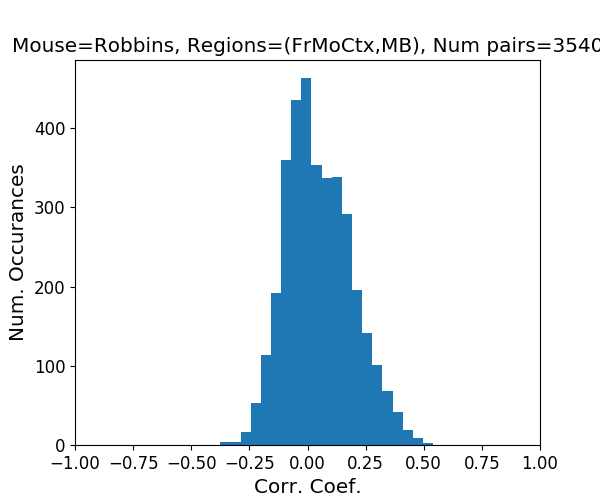 Mouse=Robbins, Regions=(FrMoCtx,MB), Num pairs=3540
Num. Occurances
400
300
200
100
0
−1.00 −0.75 −0.50 −0.25 0.00 0.25 0.50 0.75 1.00
Corr. Coef.